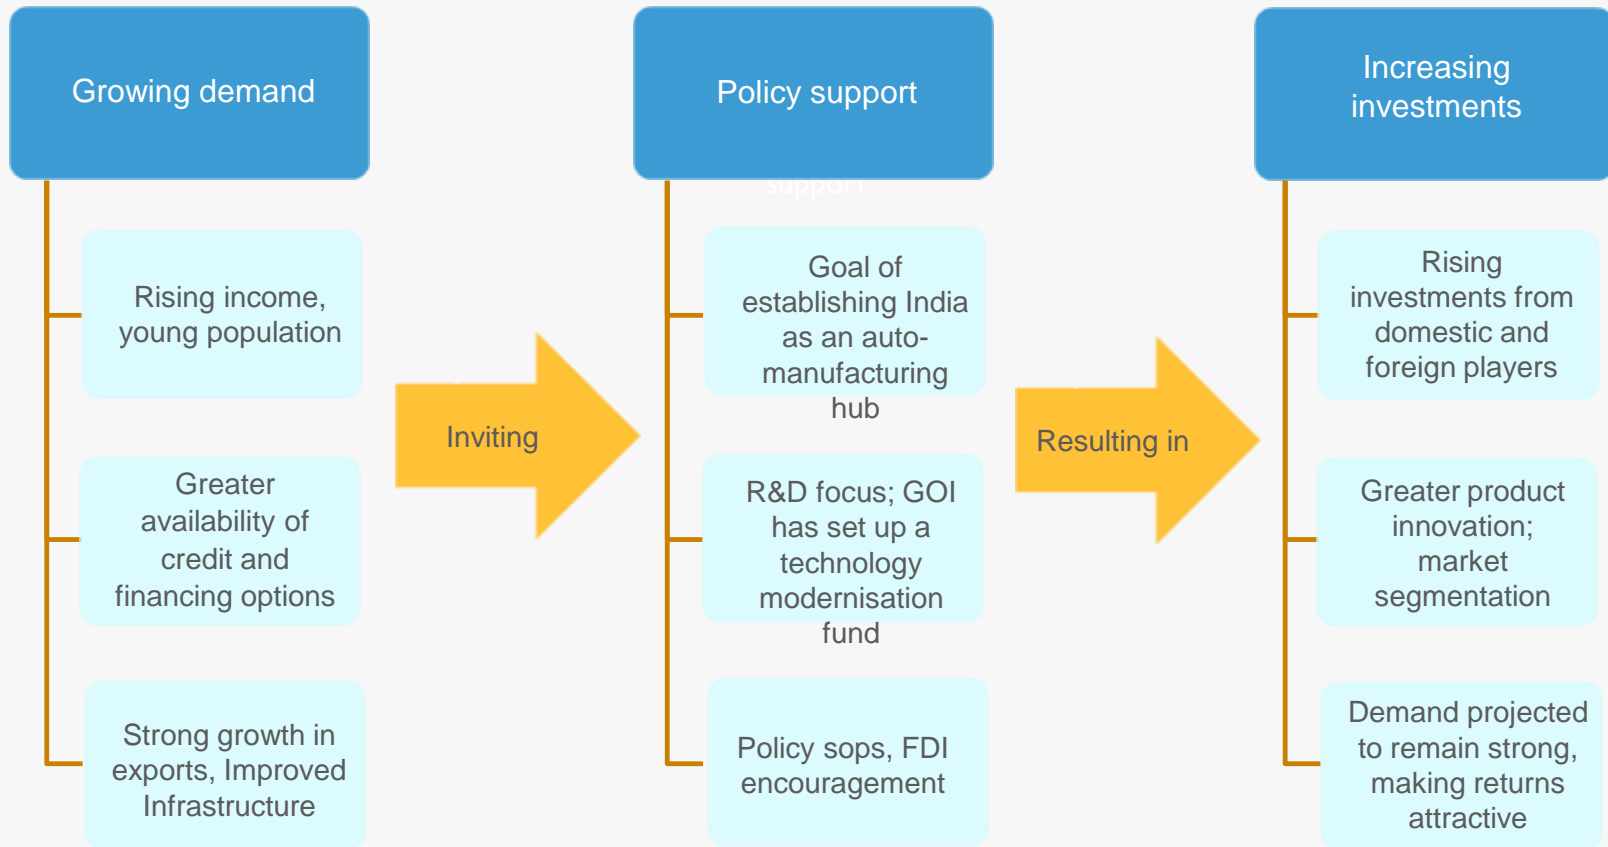 Growing demand
Rising income,
young population
Greater
availability of
credit and
financing options
Strong growth in
exports, Improved
Infrastructure
Inviting
Policy support
support
Goal of
establishing India
as an auto-
manufacturing
hub
R&D focus; GOI
has set up a
technology
modernisation
fund
Policy sops, FDI
encouragement
Resulting in
Increasing
investments
Rising
investments from
domestic and
foreign players
Greater product
innovation;
market
segmentation
Demand projected
to remain strong,
making returns
attractive